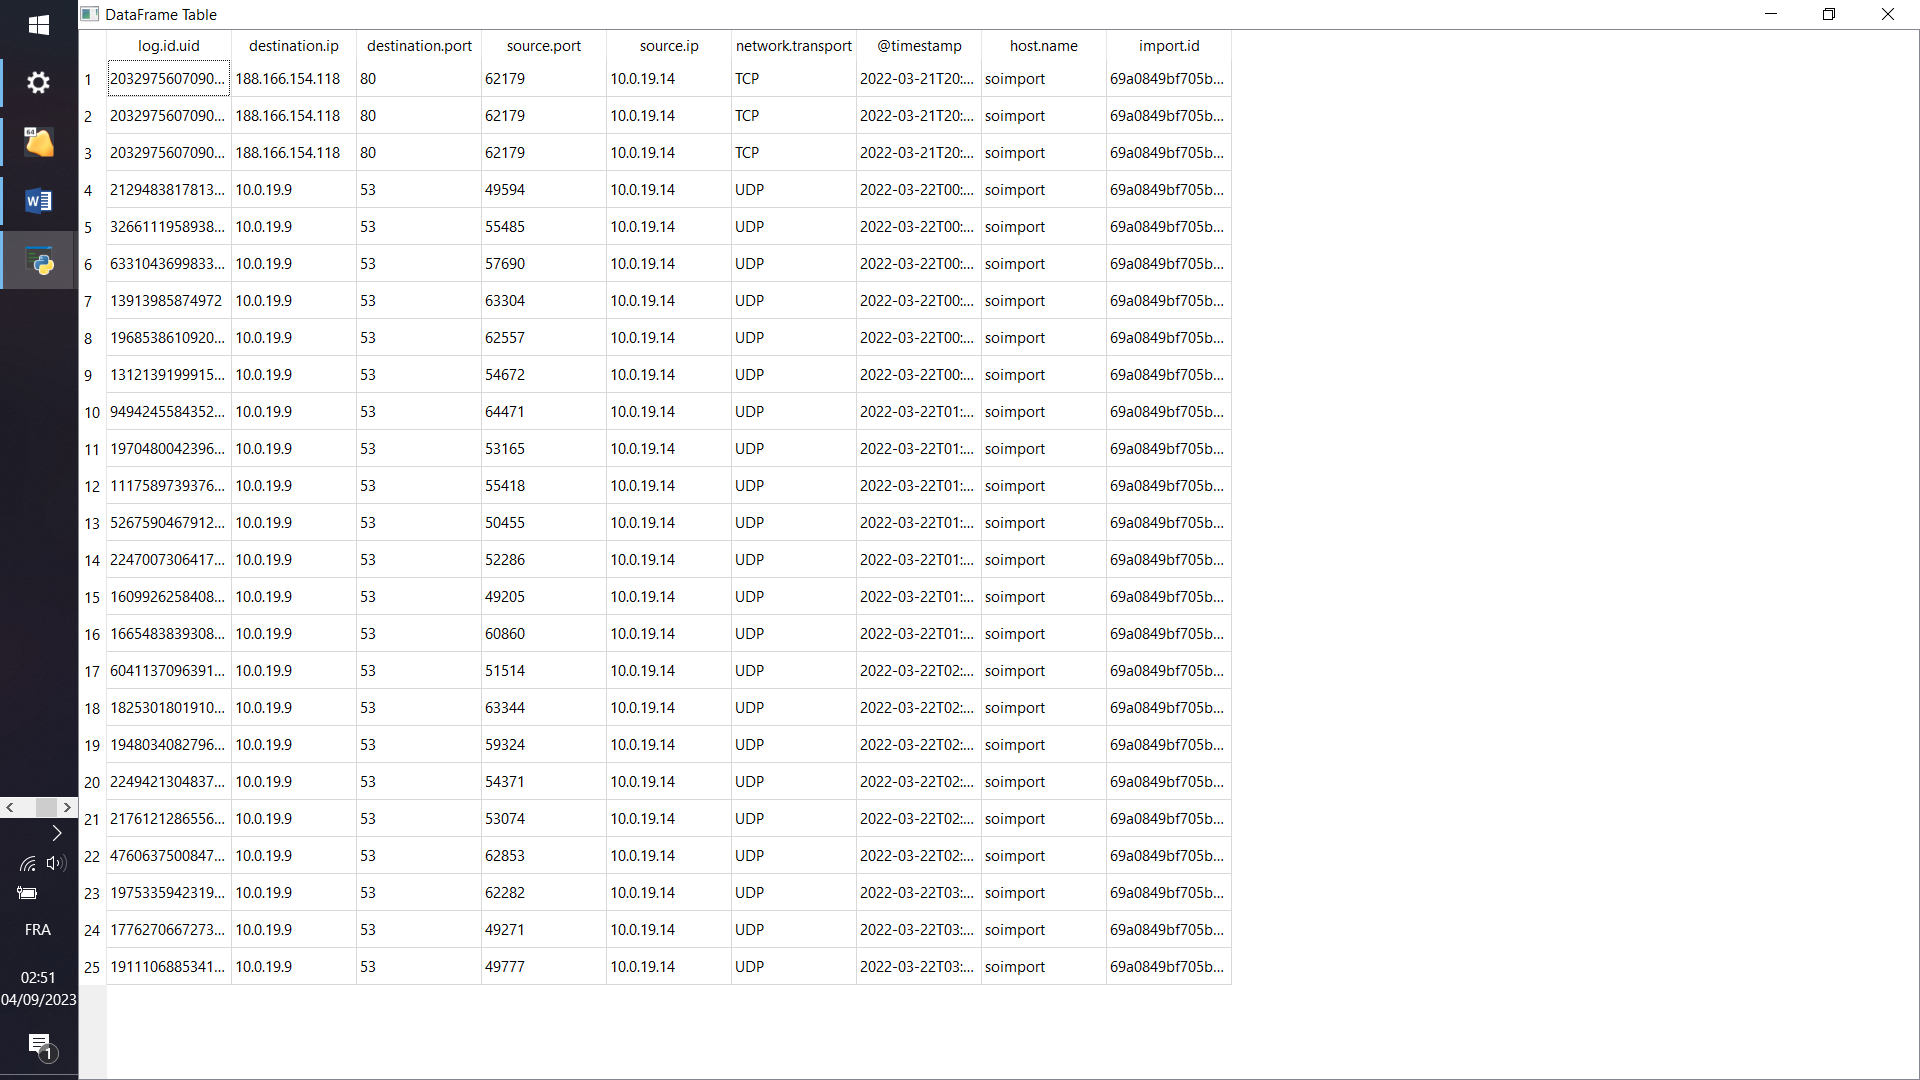 DataFrame Table
log.id.uid destination.ip destination.port source.port source.ip network.transport @timestamp host.name import.id
1 2032975607090... 188.166.154.118 80 62179 10.0.19.14 TCP 2022-03-21T20:... soimport 69a0849bf705b...
2 2032975607090... 188.166.154.118 80 62179 10.0.19.14 TCP 2022-03-21T20:... soimport 69a0849bf705b...
3 2032975607090... 188.166.154.118 80 62179 10.0.19.14 TCP 2022-03-21T20:... soimport 69a0849bf705b...
4 2129483817813... 10.0.19.9 53 49594 10.0.19.14 UDP 2022-03-22T00:... soimport 69a0849bf705b...
5 3266111958938... 10.0.19.9 53 55485 10.0.19.14 UDP 2022-03-22T00:... soimport 69a0849bf705b...
6 6331043699833... 10.0.19.9 53 57690 10.0.19.14 UDP 2022-03-22T00:... soimport 69a0849bf705b...
7 13913985874972 10.0.19.9 53 63304 10.0.19.14 UDP 2022-03-22T00:... soimport 69a0849bf705b...
8 1968538610920... 10.0.19.9 53 62557 10.0.19.14 UDP 2022-03-22T00:... soimport 69a0849bf705b...
9 1312139199915... 10.0.19.9 53 54672 10.0.19.14 UDP 2022-03-22T00:... soimport 69a0849bf705b...
10 9494245584352... 10.0.19.9 53 64471 10.0.19.14 UDP 2022-03-22T01:... soimport 69a0849bf705b...
11 1970480042396... 10.0.19.9 53 53165 10.0.19.14 UDP 2022-03-22T01:... soimport 69a0849bf705b...
12 1117589739376... 10.0.19.9 53 55418 10.0.19.14 UDP 2022-03-22T01:... soimport 69a0849bf705b...
13 5267590467912... 10.0.19.9 53 50455 10.0.19.14 UDP 2022-03-22T01:... soimport 69a0849bf705b...
14 2247007306417... 10.0.19.9 53 52286 10.0.19.14 UDP 2022-03-22T01:... soimport 69a0849bf705b...
15 1609926258408... 10.0.19.9 53 49205 10.0.19.14 UDP 2022-03-22T01:... soimport 69a0849bf705b...
16 1665483839308... 10.0.19.9 53 60860 10.0.19.14 UDP 2022-03-22T01:... soimport 69a0849bf705b...
17 6041137096391... 10.0.19.9 53 51514 10.0.19.14 UDP 2022-03-22T02:... soimport 69a0849bf705b...
18 1825301801910... 10.0.19.9 53 63344 10.0.19.14 UDP 2022-03-22T02:... soimport 69a0849bf705b...
19 1948034082796... 10.0.19.9 53 59324 10.0.19.14 UDP 2022-03-22T02:... soimport 69a0849bf705b...
20 2249421304837... 10.0.19.9 53 54371 10.0.19.14 UDP 2022-03-22T02:... soimport 69a0849bf705b...
21 2176121286556... 10.0.19.9 53 53074 10.0.19.14 UDP 2022-03-22T02:... soimport 69a0849bf705b...
22 4760637500847... 10.0.19.9 53 62853 10.0.19.14 UDP 2022-03-22T02:... soimport 69a0849bf705b...
23 1975335942319... 10.0.19.9 53 62282 10.0.19.14 UDP 2022-03-22T03:... soimport 69a0849bf705b...
24 1776270667273... 10.0.19.9 53 49271 10.0.19.14 UDP 2022-03-22T03:... soimport 69a0849bf705b...
25 1911106885341... 10.0.19.9 53 49777 10.0.19.14 UDP 2022-03-22T03:... soimport 69a0849bf705b...
64
W
FRA
02:51
04/09/2023
1